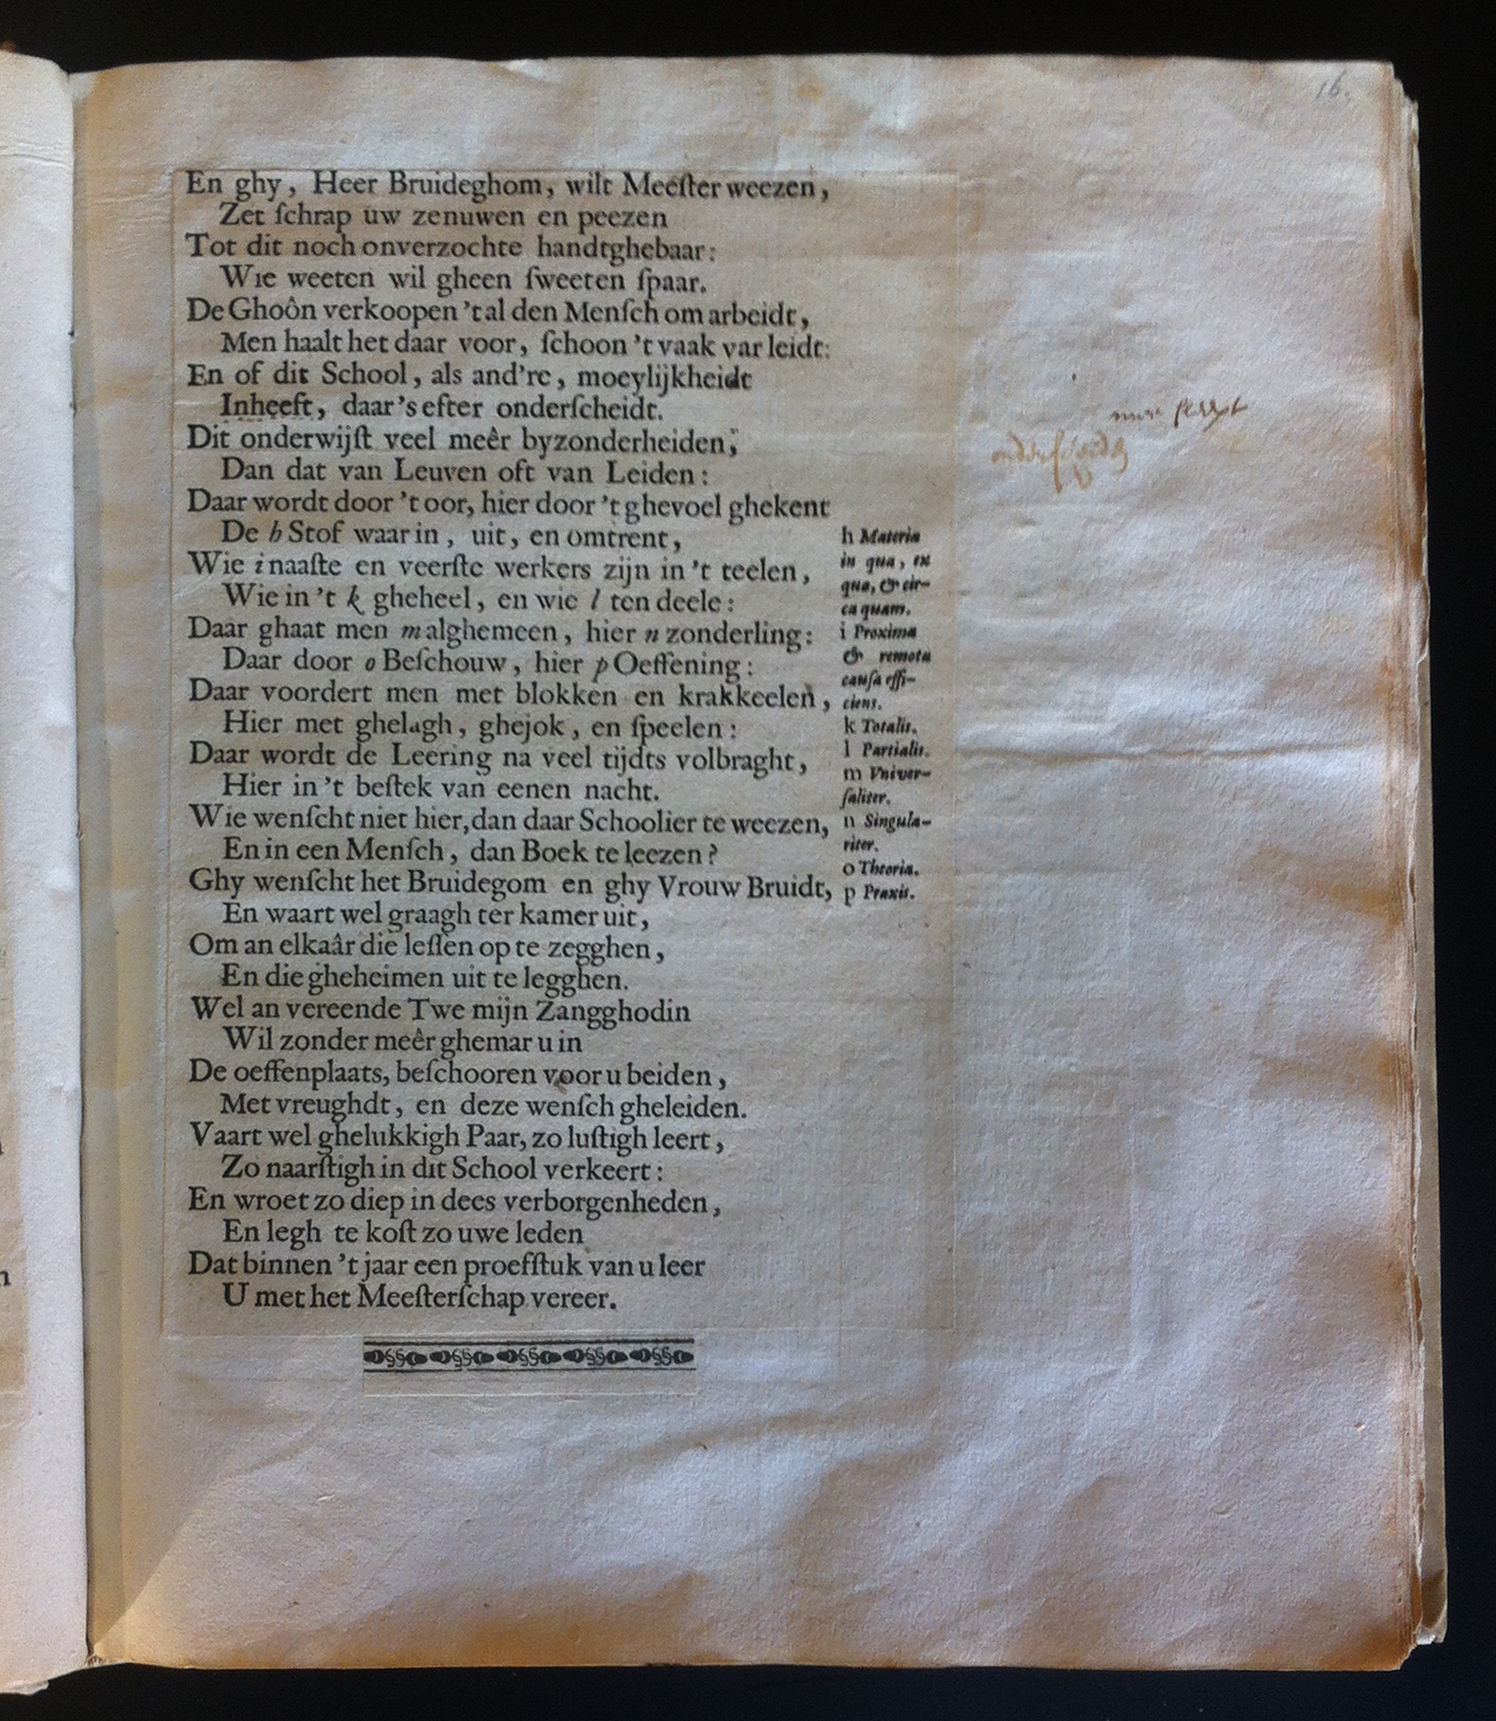 16.
En ghy, Heer Bruideghom, wilt Meeſter weezen,
Zet ſchrap uw zenuwen en peezen
Tot dit noch onverzochte handtghebaar:
Wie weeten wil gheen ſweeten ſpaar.
De Ghoôn verkoopen 't al den Menſch om arbeidt,
Men haalt het daar voor, ſchoon 't vaak var leidt:
En of dit School, als and're, moeylijkheidt
Inheeft, daar's efter onderſcheidt.
Dit onderwijſt veel meêr byzonderheiden,
Dan dat van Leuven oft van Leiden:
Daar wordt door 't oor, hier door 't ghevoel ghekent
De h Stof waar in, uit, en omtrent,
Wie i naaſte en veerſte werkers zijn in 't teelen,
Wie in 't k gheheel, en wie l ten deele:
Daar ghaat men m alghemeen, hier n zonderling:
Daar door o Beſchouw, hier p Oeffening:
Daar voordert men met blokken en krakkeelen,
Hier met ghelagh, ghejok, en ſpeelen:
Daar wordt de Leering na veel tijdts volbraght,
Hier in 't beſtek van eenen nacht.
Wie wenſcht niet hier, dan daar Schoolier te weezen,
En in een Menſch, dan Boek te leezen?
Ghy wenſcht het Bruidegom en ghy Vrouw Bruidt,
En waart wel graagh ter kamer uit,
Om an elkaâr die leſſen op te zegghen,
En die gheheimen uit te legghen.
Wel an vereende Twe mijn Zangghodin
Wil zonder meêr ghemar u in
De oeffenplaats, beſchooren voor u beiden,
Met vreughdt, en deze wenſch gheleiden.
Vaart wel ghelukkigh Paar, zo luſtigh leert,
Zo naarſtigh in dit School verkeert:
En wroet zo diep in dees verborgenheden,
En legh te koſt zo uwe leden
Dat binnen 't jaar een proefſtuk van u leer
U met het Meeſterſchap vereer.
h Materia
in qua, ex
qua, & cir-
ca quam.
i Proxima
& remota
cauſa effi-
ciens.
k Totalis.
l Partialis.
m Vniver-
ſaliter.
n Singula-
riter.
o Theoria.
p Praxis.